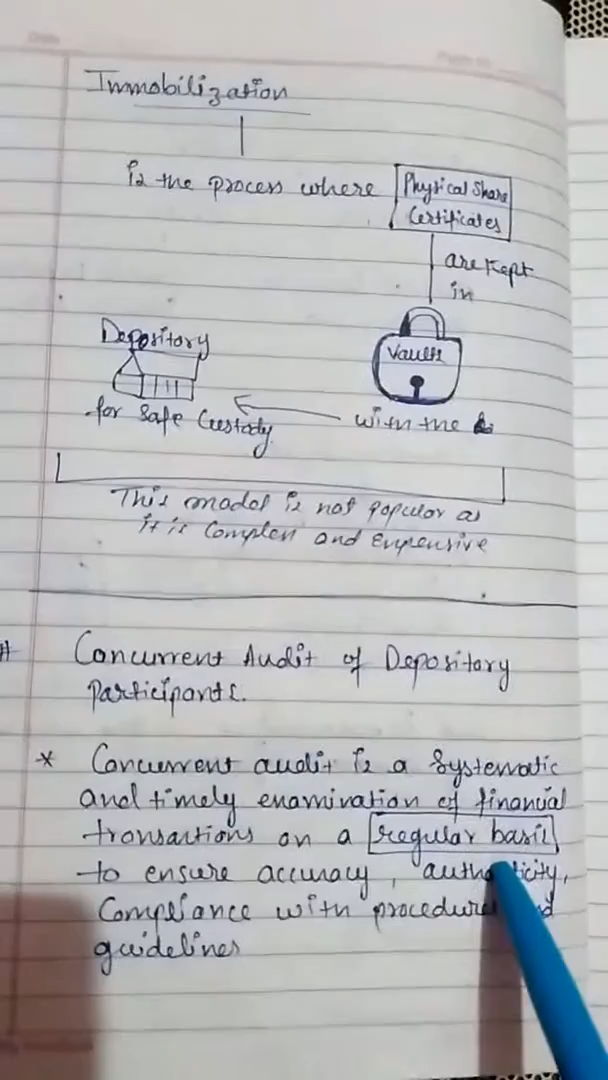 Immobilization
is the process where Physical Share
Certificates
are kept
in
Vaults
with the
Depository
for Safe Custody
This model is not popular as
it is Complex and Expensive
# Concurrent Audit of Depository
Participants.
* Concurrent audit is a Systematic
and timely examination of financial
transactions on a regular basis
to ensure accuracy, authenticity,
Compliance with procedures and
guidelines